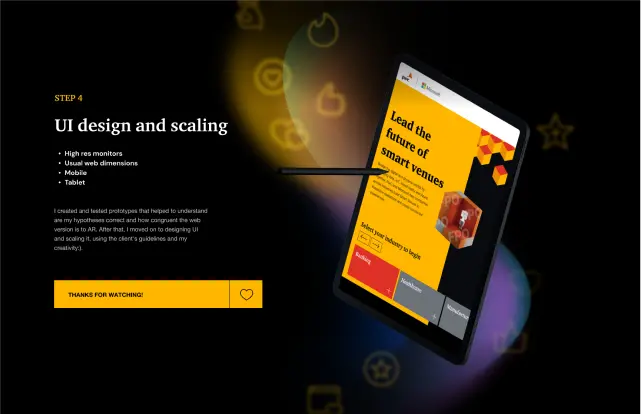 STEP 4
UI design and scaling
• High res monitors
• Usual web dimensions
• Mobile
• Tablet
I created and tested prototypes that helped to understand
are my hypotheses correct and how congruent the web
version is to AR. After that, I moved on to designing UI
and scaling it, using the client's guidelines and my
creativity:)
THANKS FOR WATCHING!
pwc
Microsoft
Lead the
future of
smart venues
Select your industry to begin
Banking
Healthcare